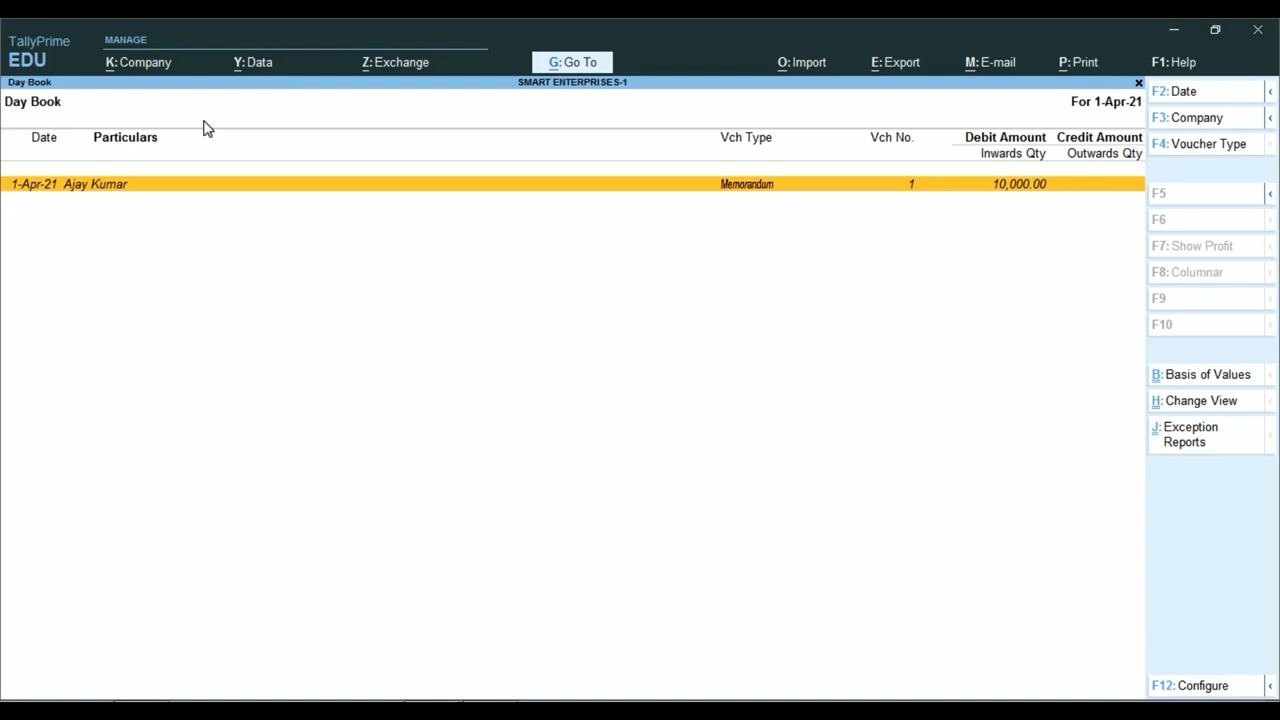 TallyPrime
EDU
MANAGE
K: Company
Y: Data
Z: Exchange
G: Go To
O: Import
E: Export
M: E-mail
P: Print
F1: Help
Day Book
SMART ENTERPRISES-1
Day Book
For 1-Apr-21
Date
Particulars
Vch Type
Vch No.
Debit Amount
Credit Amount
Inwards Qty
Outwards Qty
1-Apr-21 Ajay Kumar Memorandum 1 10,000.00
F2: Date
F3: Company
F4: Voucher Type
F5
F6
F7: Show Profit
F8: Columnar
F9
F10
B: Basis of Values
H: Change View
J: Exception
Reports
F12: Configure